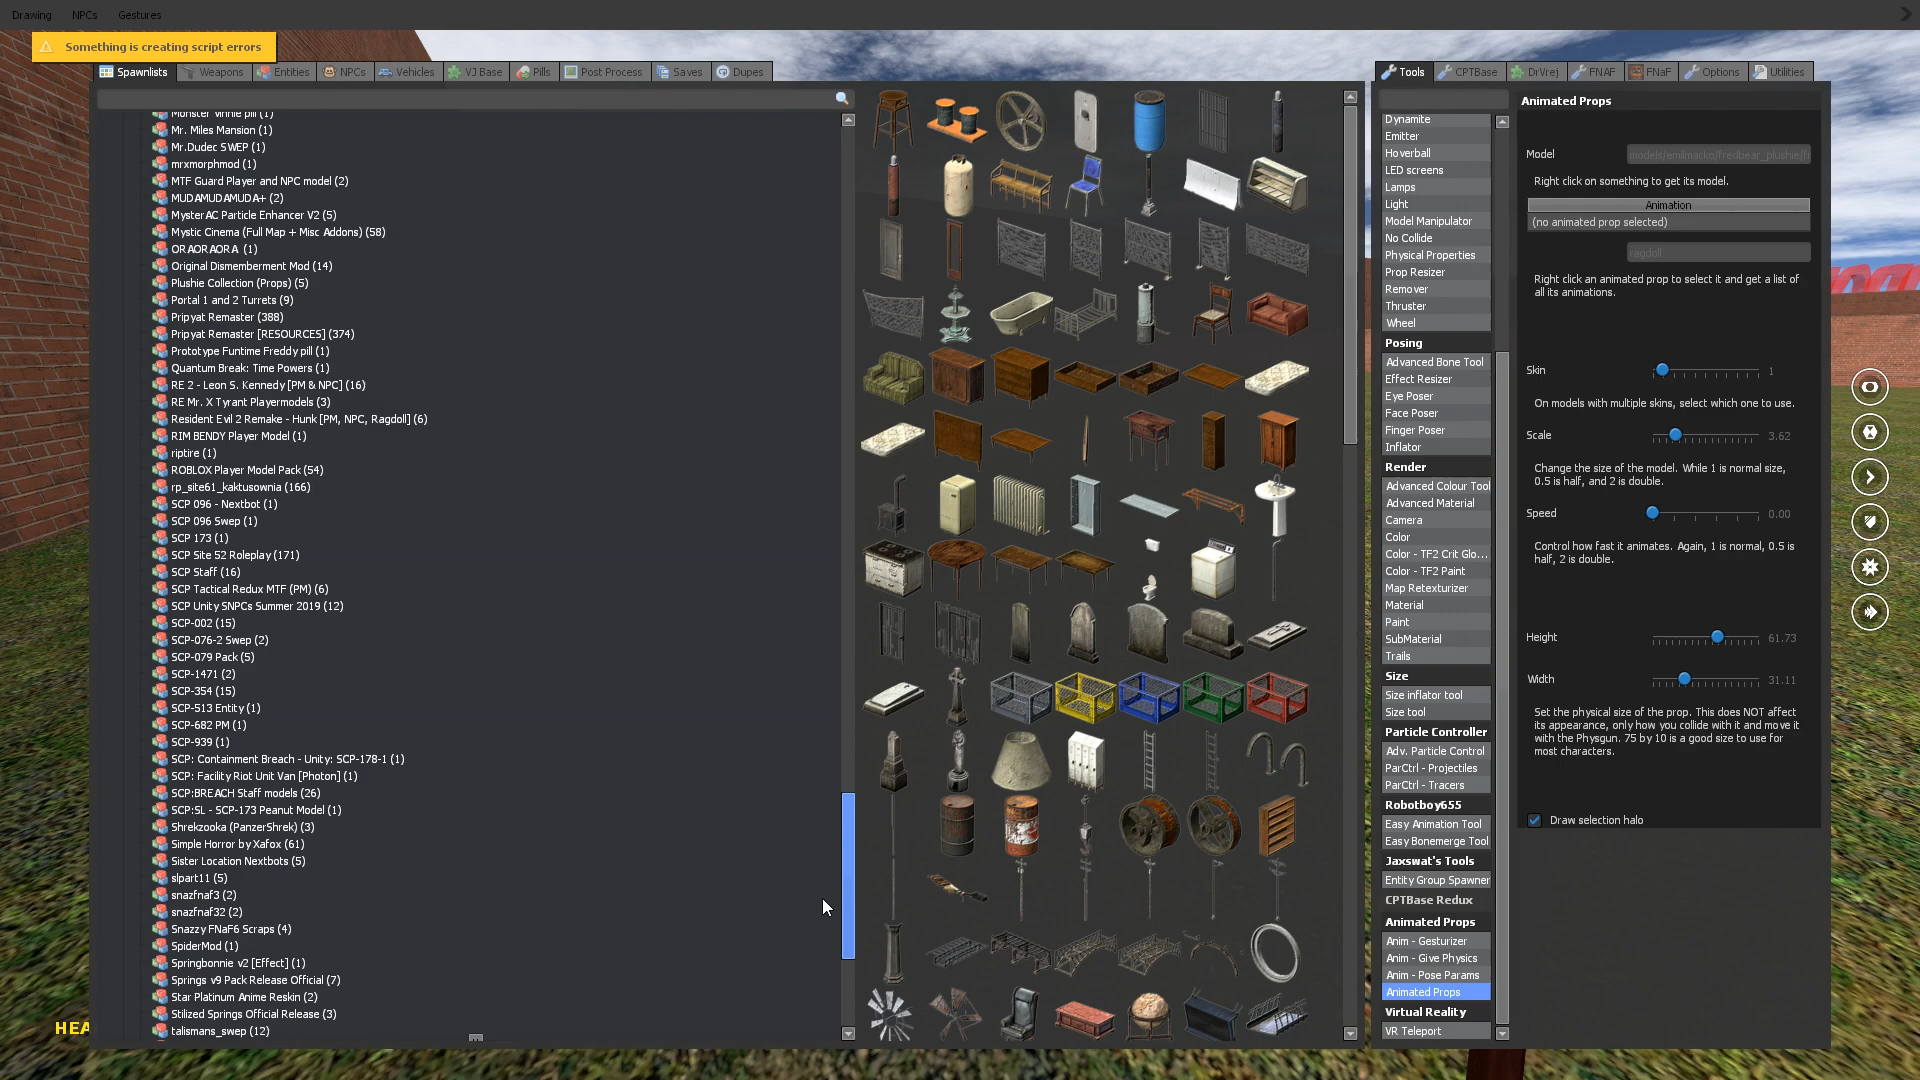 Drawing NPCs Gestures
Something is creating script errors
Spawnlists Weapons Entities NPCs Vehicles VJ Base Pills Post Process Saves Dupes
Monster vinnie pill (1)
Mr. Miles Mansion (1)
Mr.Dudec SWEP (1)
mrxmorphmod (1)
MTF Guard Player and NPC model (2)
MUDAMUDAMUDA+ (2)
MysterAC Particle Enhancer V2 (5)
Mystic Cinema (Full Map + Misc Addons) (58)
ORAORAORA (1)
Original Dismemberment Mod (14)
Plushie Collection (Props) (5)
Portal 1 and 2 Turrets (9)
Pripyat Remaster (388)
Pripyat Remaster [RESOURCES] (374)
Prototype Funtime Freddy pill (1)
Quantum Break: Time Powers (1)
RE 2 - Leon S. Kennedy [PM & NPC] (16)
RE Mr. X Tyrant Playermodels (3)
Resident Evil 2 Remake - Hunk [PM, NPC, Ragdoll] (6)
RIM BENDY Player Model (1)
riptire (1)
ROBLOX Player Model Pack (54)
rp_site61_kaktusownia (166)
SCP 096 - Nextbot (1)
SCP 096 Swep (1)
SCP 173 (1)
SCP Site 52 Roleplay (171)
SCP Staff (16)
SCP Tactical Redux MTF (PM) (6)
SCP Unity SNPCs Summer 2019 (12)
SCP-002 (15)
SCP-076-2 Swep (2)
SCP-079 Pack (5)
SCP-1471 (2)
SCP-354 (15)
SCP-513 Entity (1)
SCP-682 PM (1)
SCP-939 (1)
SCP: Containment Breach - Unity: SCP-178-1 (1)
SCP: Facility Riot Unit Van [Photon] (1)
SCP:BREACH Staff models (26)
SCP:SL - SCP-173 Peanut Model (1)
Shrekzooka (PanzerShrek) (3)
Simple Horror by Xafox (61)
Sister Location Nextbots (5)
slpart11 (5)
snazfnaf3 (2)
snazfnaf32 (2)
Snazzy FNaF6 Scraps (4)
SpiderMod (1)
Springbonnie v2 [Effect] (1)
Springs v9 Pack Release Official (7)
Star Platinum Anime Reskin (2)
Stilized Springs Official Release (3)
talismans_swep (12)
HEA
Tools CPTBase DrVrej FNAF FNaF Options Utilities
Dynamite
Emitter
Hoverball
LED screens
Lamps
Light
Model Manipulator
No Collide
Physical Properties
Prop Resizer
Remover
Thruster
Wheel
Posing
Advanced Bone Tool
Effect Resizer
Eye Poser
Face Poser
Finger Poser
Inflator
Render
Advanced Colour Tool
Advanced Material
Camera
Color
Color - TF2 Crit Glo...
Color - TF2 Paint
Map Retexturizer
Material
Paint
SubMaterial
Trails
Size
Size inflator tool
Size tool
Particle Controller
Adv. Particle Control
ParCtrl - Projectiles
ParCtrl - Tracers
Robotboy655
Easy Animation Tool
Easy Bonemerge Tool
Jaxswat's Tools
Entity Group Spawner
CPTBase Redux
Animated Props
Anim - Gesturizer
Anim - Give Physics
Anim - Pose Params
Animated Props
Virtual Reality
VR Teleport
Animated Props
Model models/emilmacko/fredbear_plushie/fr
Right click on something to get its model.
Animation
(no animated prop selected)
ragdoll
Right click an animated prop to select it and get a list of
all its animations.
Skin 1
On models with multiple skins, select which one to use.
Scale 3.62
Change the size of the model. While 1 is normal size,
0.5 is half, and 2 is double.
Speed 0.00
Control how fast it animates. Again, 1 is normal, 0.5 is
half, 2 is double.
Height 61.73
Width 31.11
Set the physical size of the prop. This does NOT affect
its appearance, only how you collide with it and move it
with the Physgun. 75 by 10 is a good size to use for
most characters.
Draw selection halo